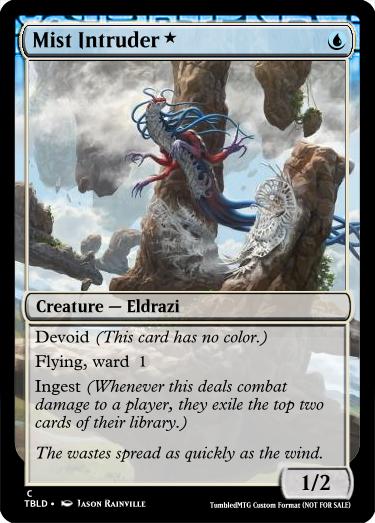 Mist Intruder ★
Creature — Eldrazi
Devoid (This card has no color.)
Flying, ward 1
Ingest (Whenever this deals combat
damage to a player, they exile the top two
cards of their library.)
The wastes spread as quickly as the wind.
1/2
C
TBLD • Jason Rainville
TumbledMTG Custom Format (NOT FOR SALE)